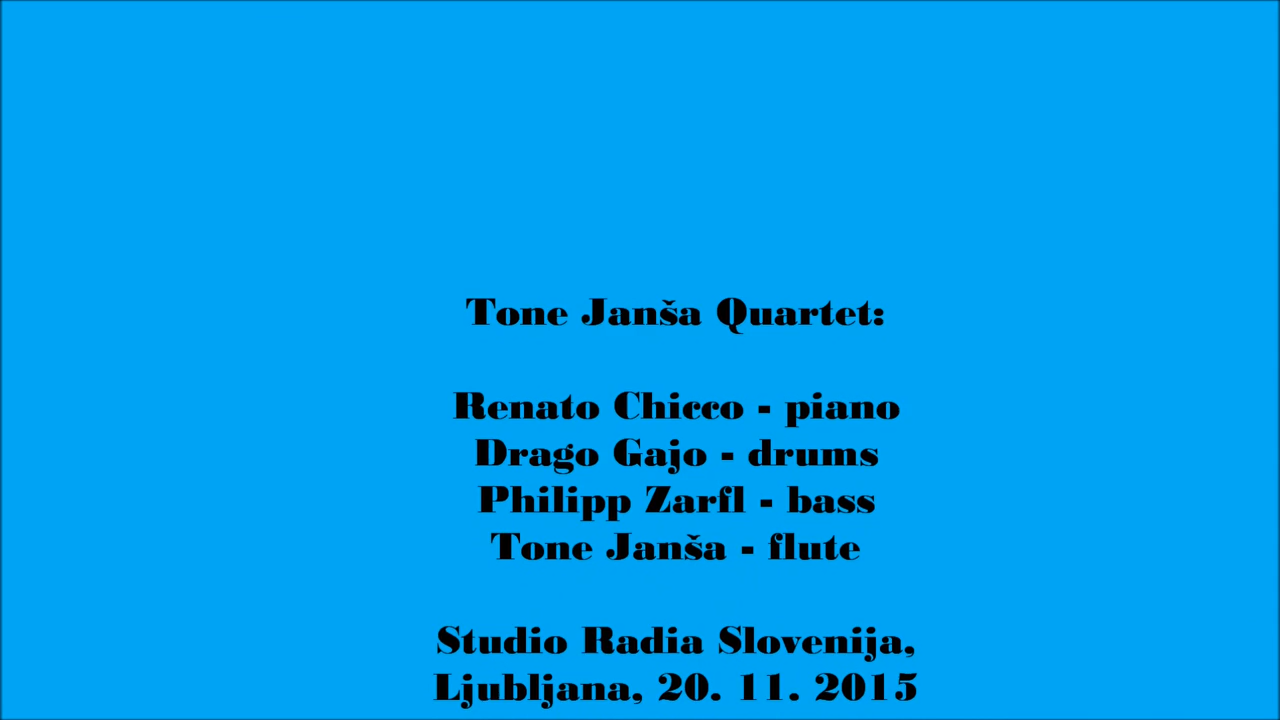 Tone Janša Quartet:
Renato Chicco - piano
Drago Gajo - drums
Philipp Zarfl - bass
Tone Janša - flute
Studio Radia Slovenija,
Ljubljana, 20. 11. 2015